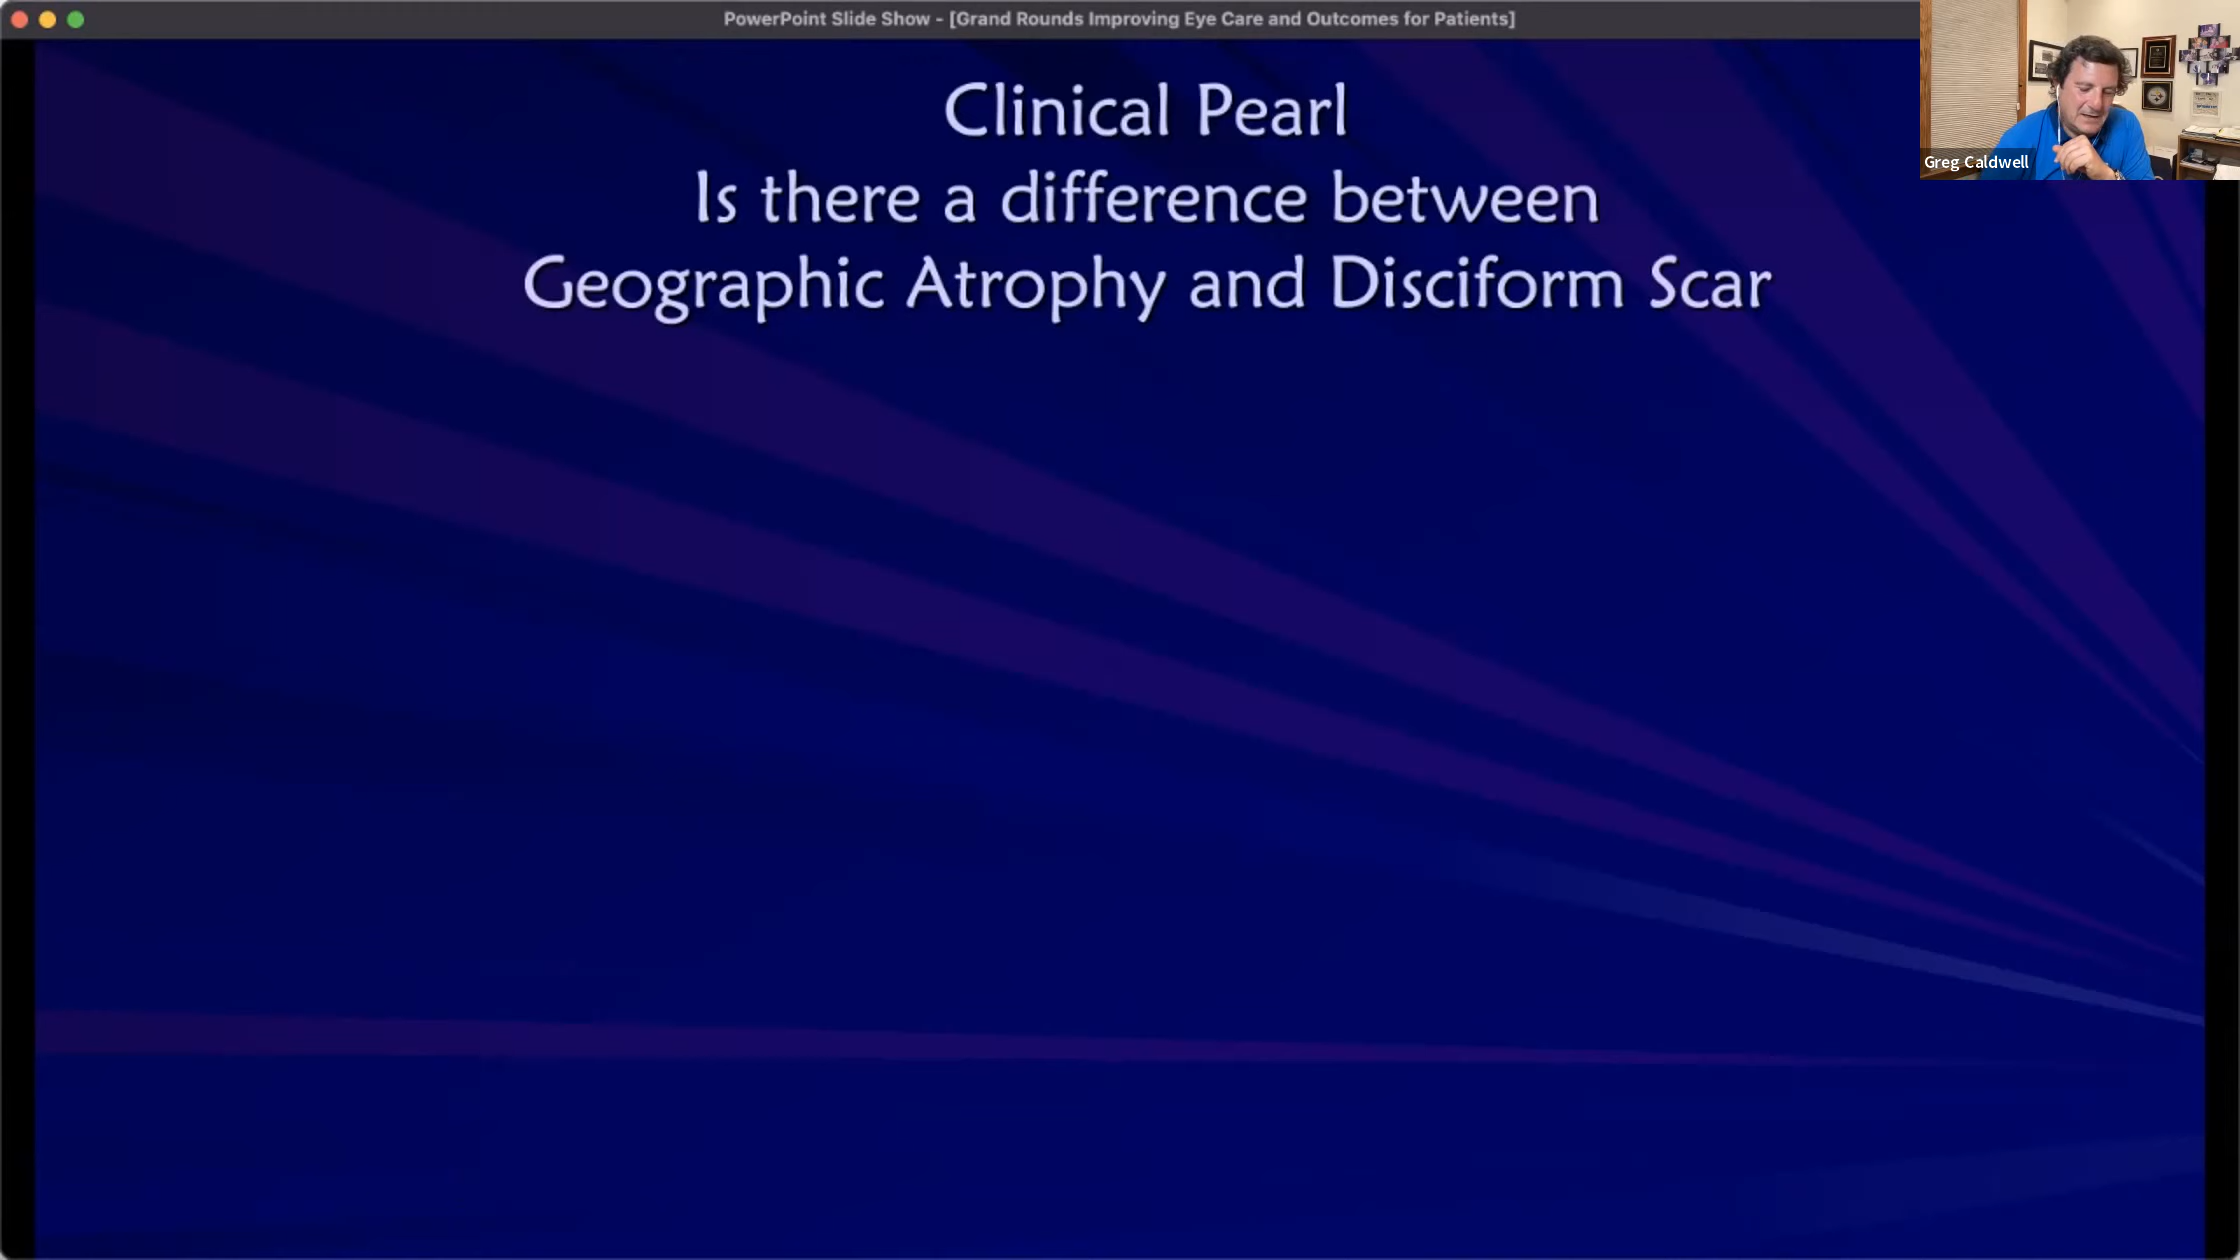 PowerPoint Slide Show - [Grand Rounds Improving Eye Care and Outcomes for Patients]
Clinical Pearl
Is there a difference between
Geographic Atrophy and Disciform Scar
Greg Caldwell